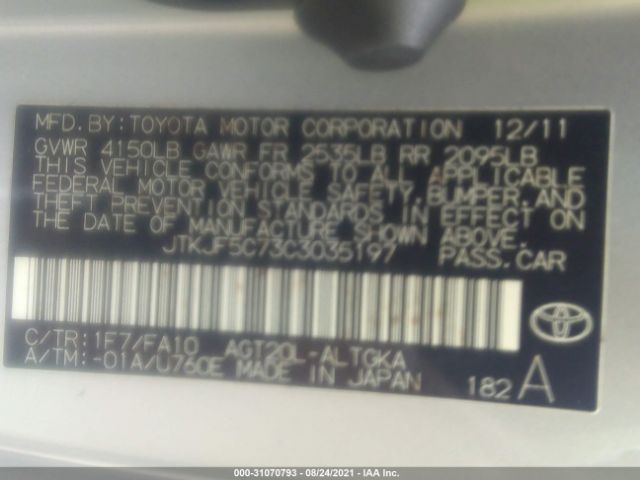 MFD.BY:TOYOTA MOTOR CORPORATION 12/11
GVWR 4150LB GAWR FR 2535LB RR 2095LB
THIS VEHICLE CONFORMS TO ALL APPLICABLE
FEDERAL MOTOR VEHICLE SAFETY,BUMPER,AND
THEFT PREVENTION STANDARDS IN EFFECT ON
THE DATE OF MANUFACTURE SHOWN ABOVE.
JTKJF5C73C3035197 PASS.CAR
C/TR:1F7/FA10 AGT20L-ALTGKA
A/TM:-01A/U760E MADE IN JAPAN 182 A
000-31070793 - 08/24/2021 - IAA Inc.